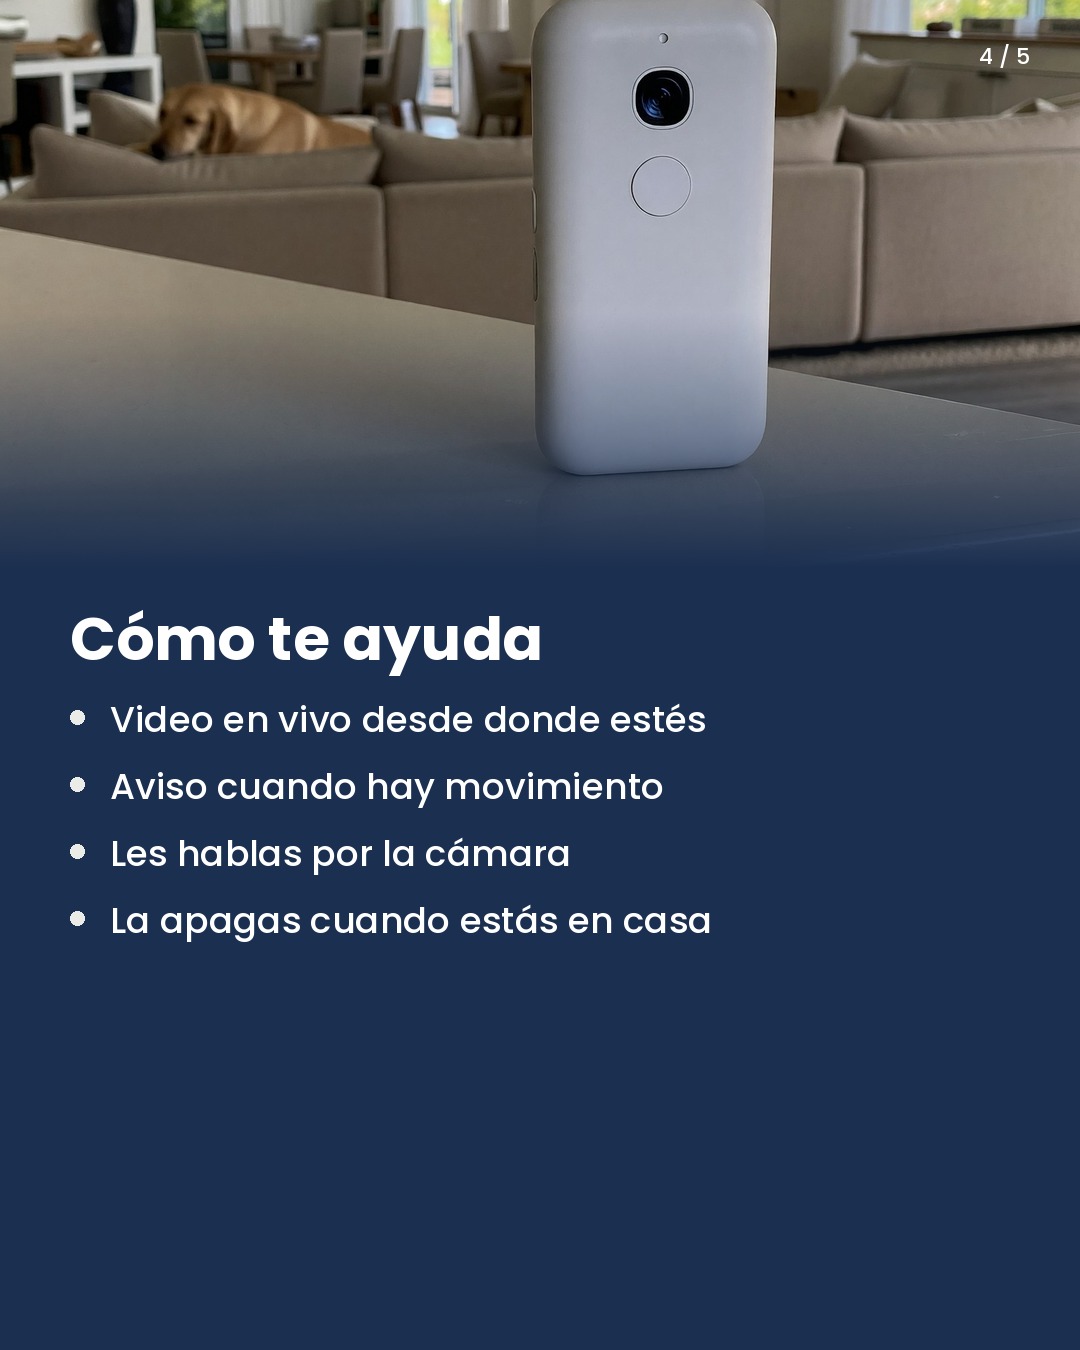 4 / 5
Cómo te ayuda
Video en vivo desde donde estés
Aviso cuando hay movimiento
Les hablas por la cámara
La apagas cuando estás en casa